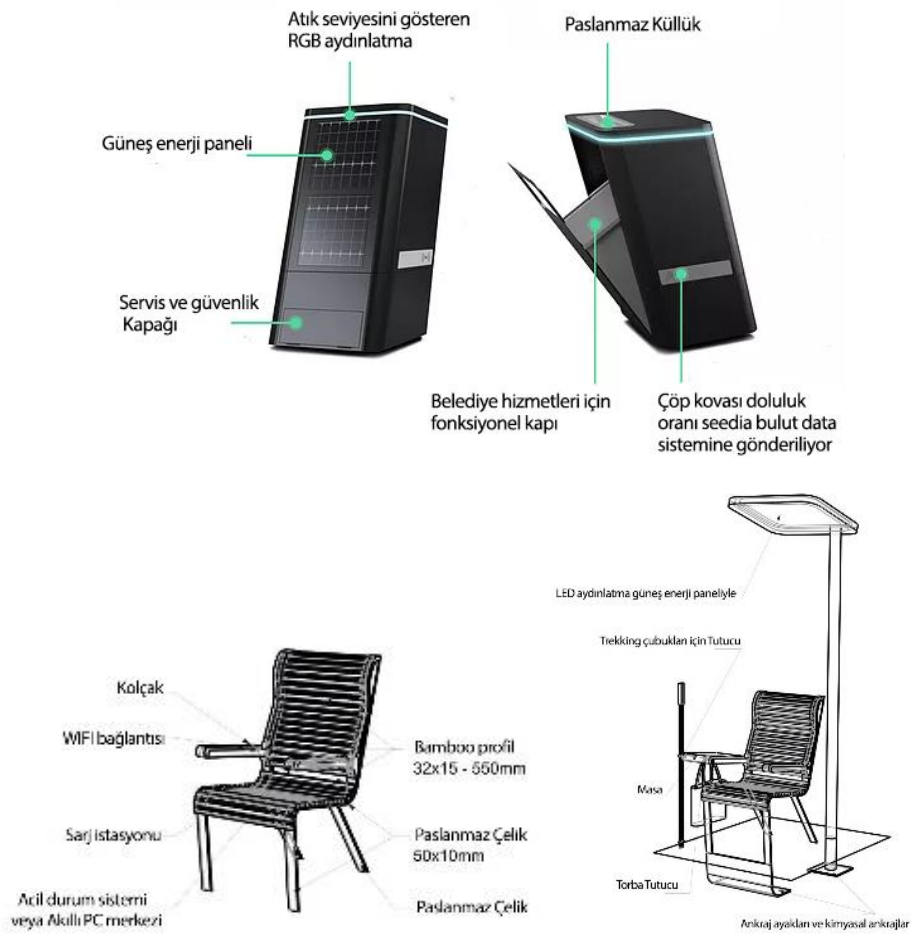 Atık seviyesini gösteren
RGB aydınlatma
Paslanmaz Küllük
Güneş enerji paneli
Servis ve güvenlik
Kapağı
Belediye hizmetleri için
fonksiyonel kapı
Çöp kovası doluluk
oranı seedia bulut data
sistemine gönderiliyor
LED aydınlatma güneş enerji paneliyle
Trekking çubukları için Tutucu
Kolçak
WIFI bağlantısı
Bamboo profil
32x15 - 550mm
Masa
Sarj istasyonu
Paslanmaz Çelik
50x10mm
Torba Tutucu
Acil durum sistemi
veya Akıllı PC merkezi
Paslanmaz Çelik
Ankraj ayakları ve kimyasal ankrajlar